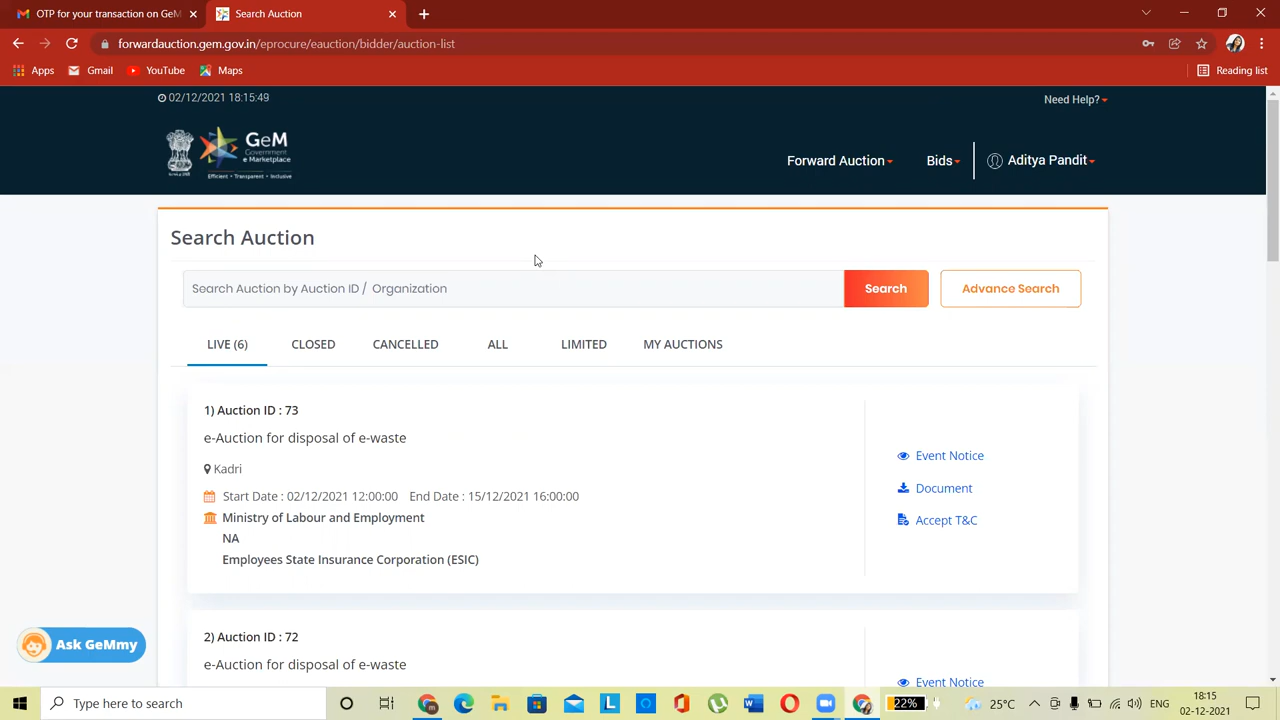 OTP for your transaction on GeM
Search Auction
forwardauction.gem.gov.in/eprocure/eauction/bidder/auction-list
Apps Gmail YouTube Maps Reading list
02/12/2021 18:15:49 Need Help?
GeM
Government
e Marketplace
Efficient • Transparent • Inclusive
Forward Auction Bids Aditya Pandit
Search Auction
Search Auction by Auction ID / Organization Search Advance Search
LIVE (6) CLOSED CANCELLED ALL LIMITED MY AUCTIONS
1) Auction ID : 73
e-Auction for disposal of e-waste
Kadri
Start Date : 02/12/2021 12:00:00 End Date : 15/12/2021 16:00:00
Ministry of Labour and Employment
NA
Employees State Insurance Corporation (ESIC)
Event Notice
Document
Accept T&C
2) Auction ID : 72
e-Auction for disposal of e-waste
Event Notice
Ask GeMmy
Type here to search
22% 25°C ENG 18:15
02-12-2021